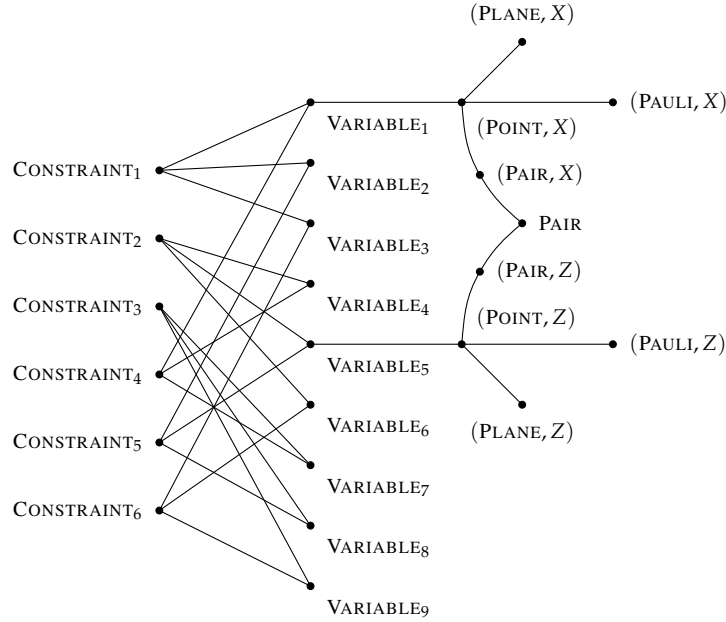 (PLANE, X)
(PAULI, X)
VARIABLE₁
(POINT, X)
CONSTRAINT₁
VARIABLE₂
(PAIR, X)
CONSTRAINT₂
VARIABLE₃
PAIR
(PAIR, Z)
CONSTRAINT₃
VARIABLE₄
(POINT, Z)
(PAULI, Z)
CONSTRAINT₄
VARIABLE₅
CONSTRAINT₅
VARIABLE₆
(PLANE, Z)
VARIABLE₇
CONSTRAINT₆
VARIABLE₈
VARIABLE₉